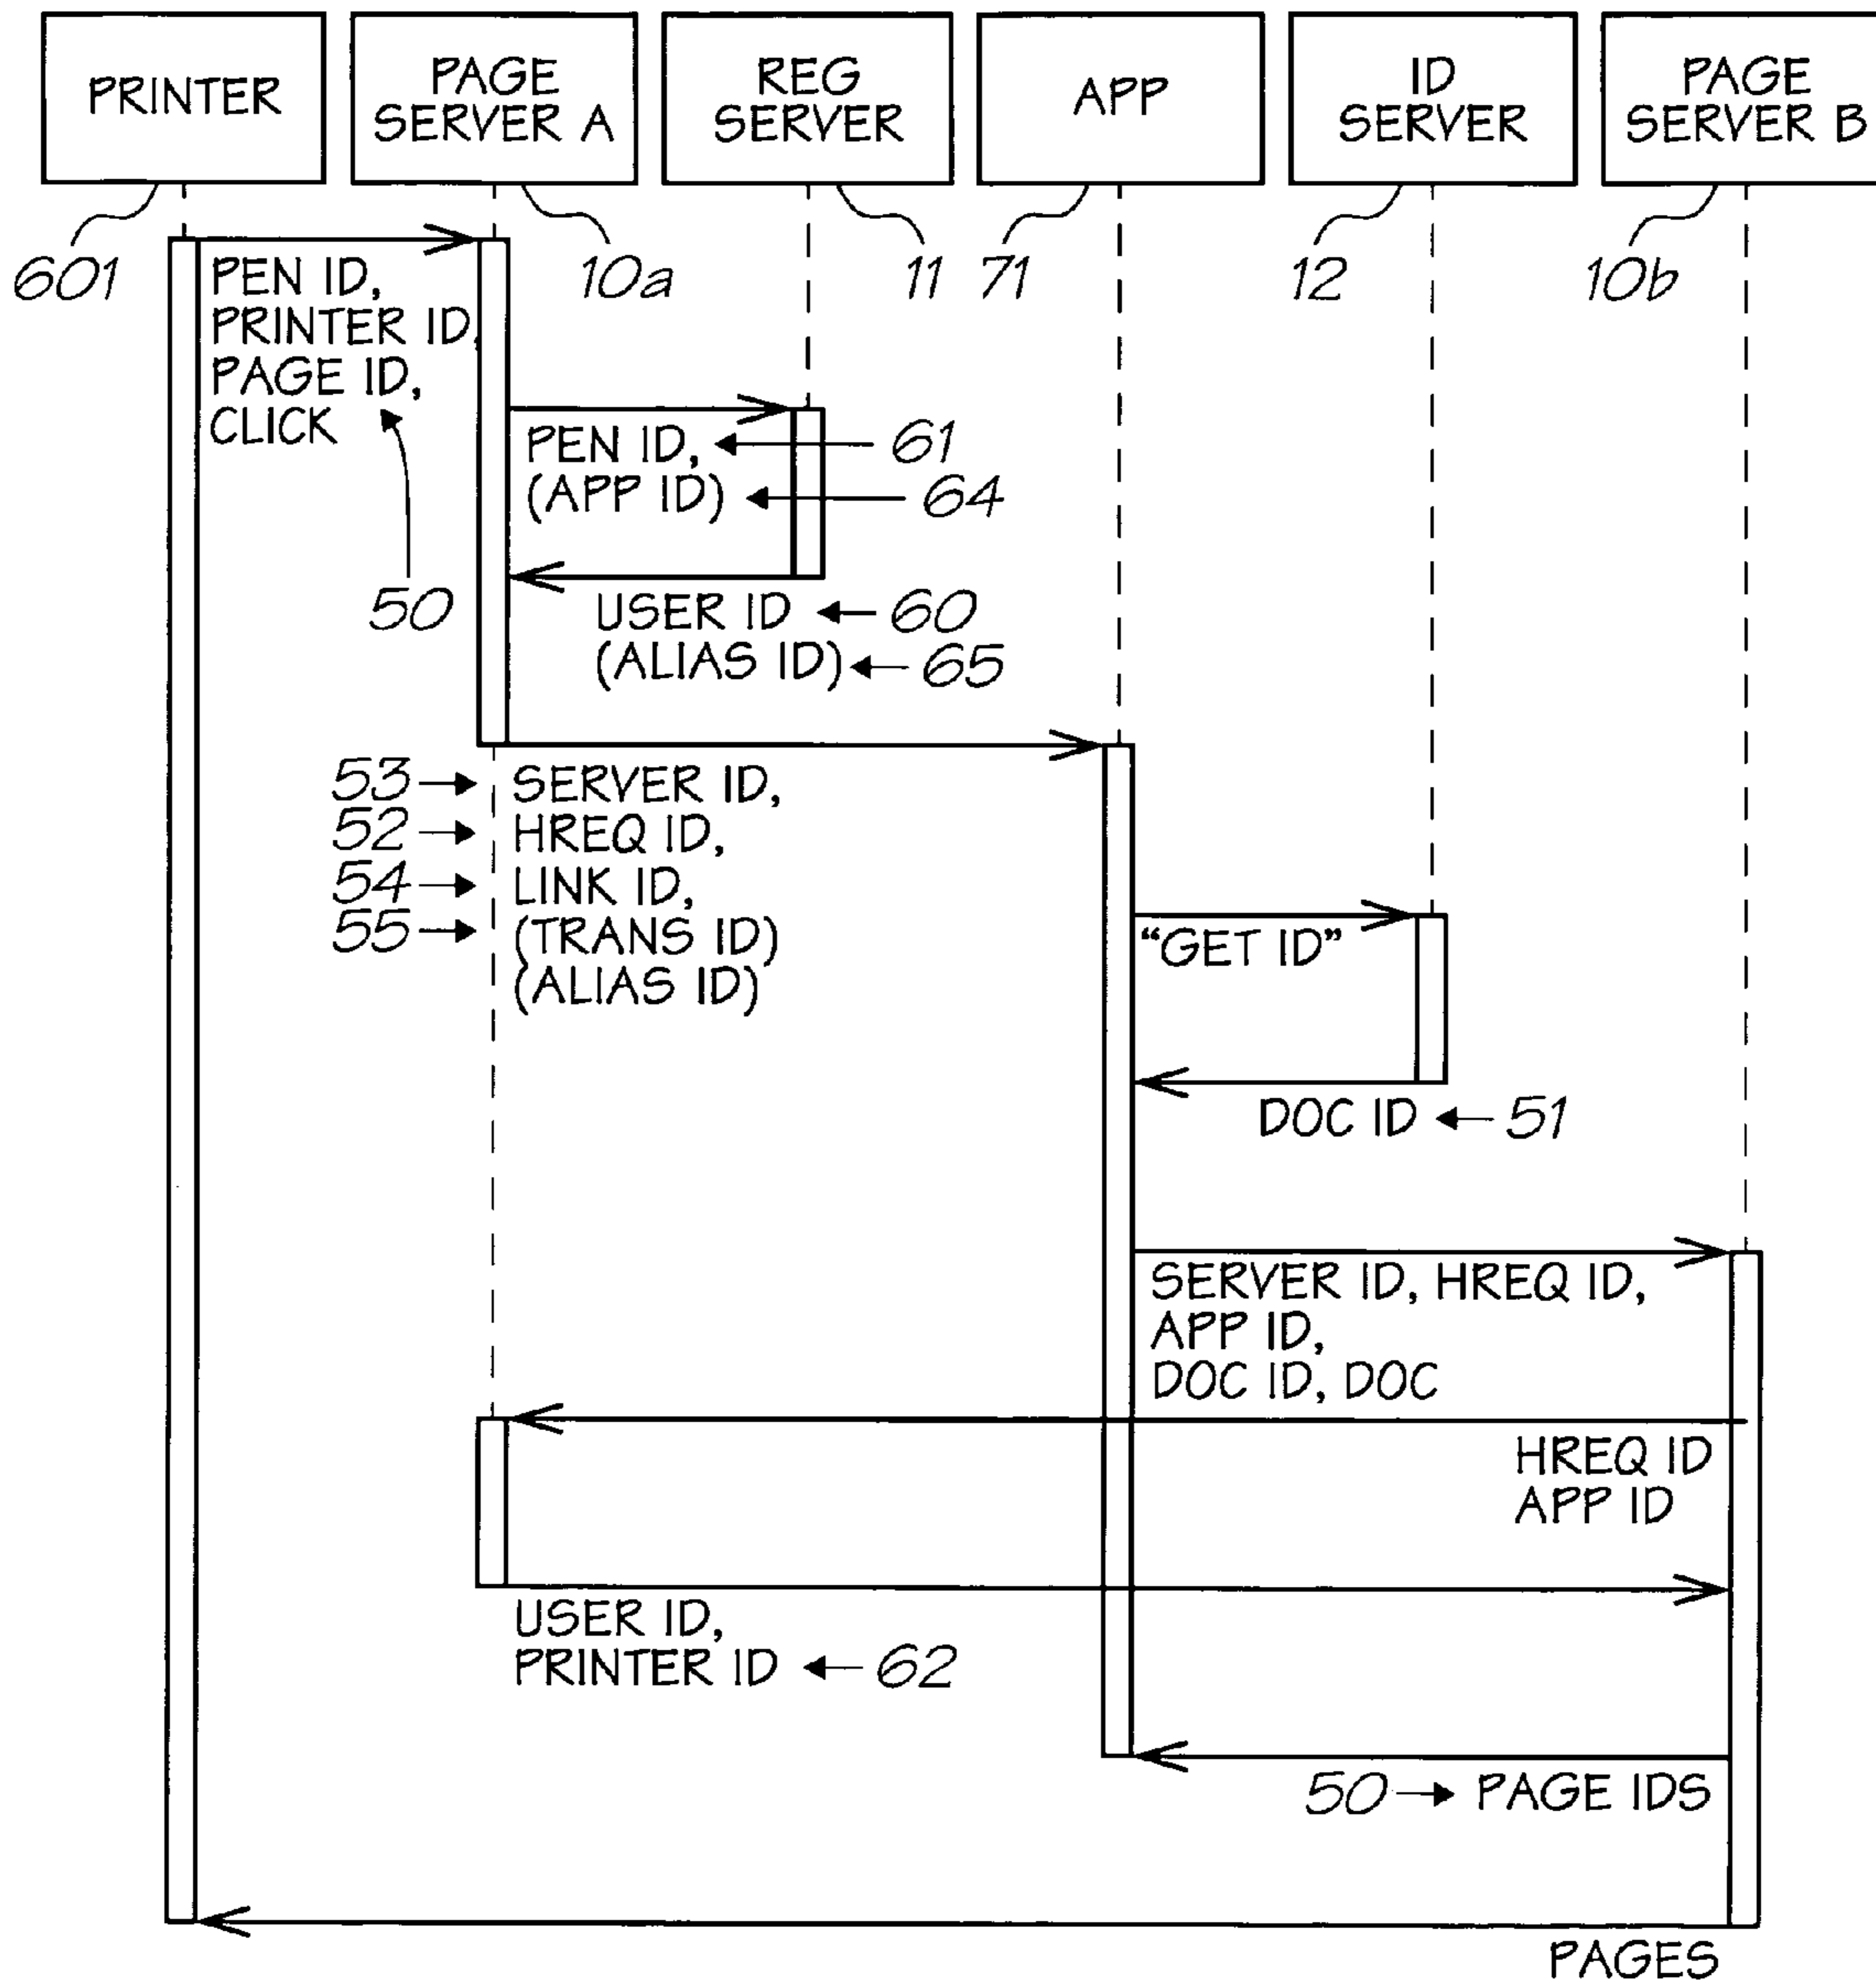 PRINTER
PAGE
SERVER A
REG
SERVER
APP
ID
SERVER
PAGE
SERVER B
601
10a
11
71
12
10b
PEN ID,
PRINTER ID,
PAGE ID,
CLICK
50
PEN ID,
61
(APP ID)
64
USER ID
60
(ALIAS ID)
65
53
SERVER ID,
52
HREQ ID,
54
LINK ID,
55
(TRANS ID)
(ALIAS ID)
“GET ID”
DOC ID
51
SERVER ID, HREQ ID,
APP ID,
DOC ID, DOC
HREQ ID
APP ID
USER ID,
PRINTER ID
62
50
PAGE IDS
PAGES